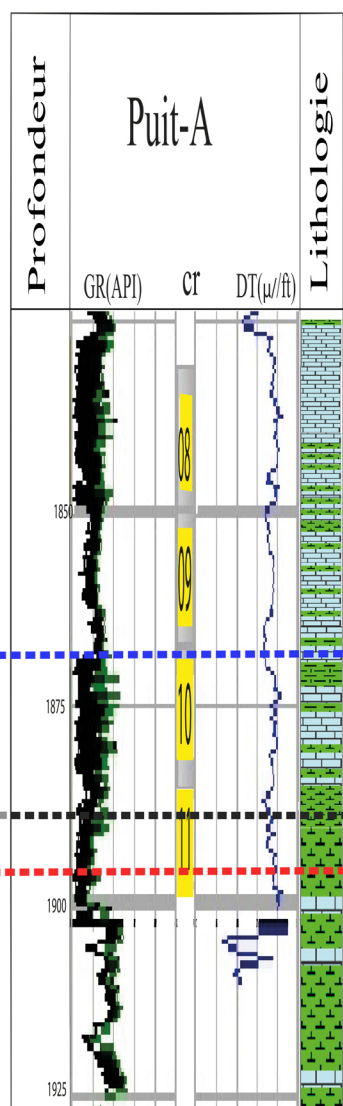 Profondeur
Puit-A
Lithologie
GR(API)
cr
DT(µ//ft)
08
1850
09
10
1875
11
1900
1925